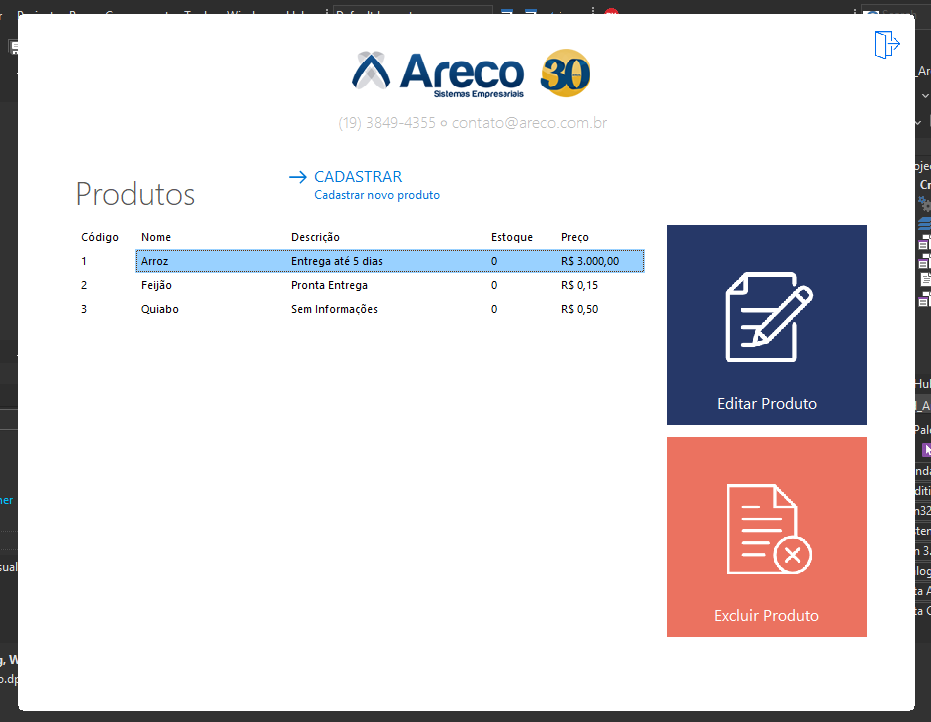 Areco 30
Sistemas Empresariais
(19) 3849-4355 ○ contato@areco.com.br
Produtos
CADASTRAR
Cadastrar novo produto
Código Nome Descrição Estoque Preço
1 Arroz Entrega até 5 dias 0 R$ 3.000,00
2 Feijão Pronta Entrega 0 R$ 0,15
3 Quiabo Sem Informações 0 R$ 0,50
Editar Produto
Excluir Produto